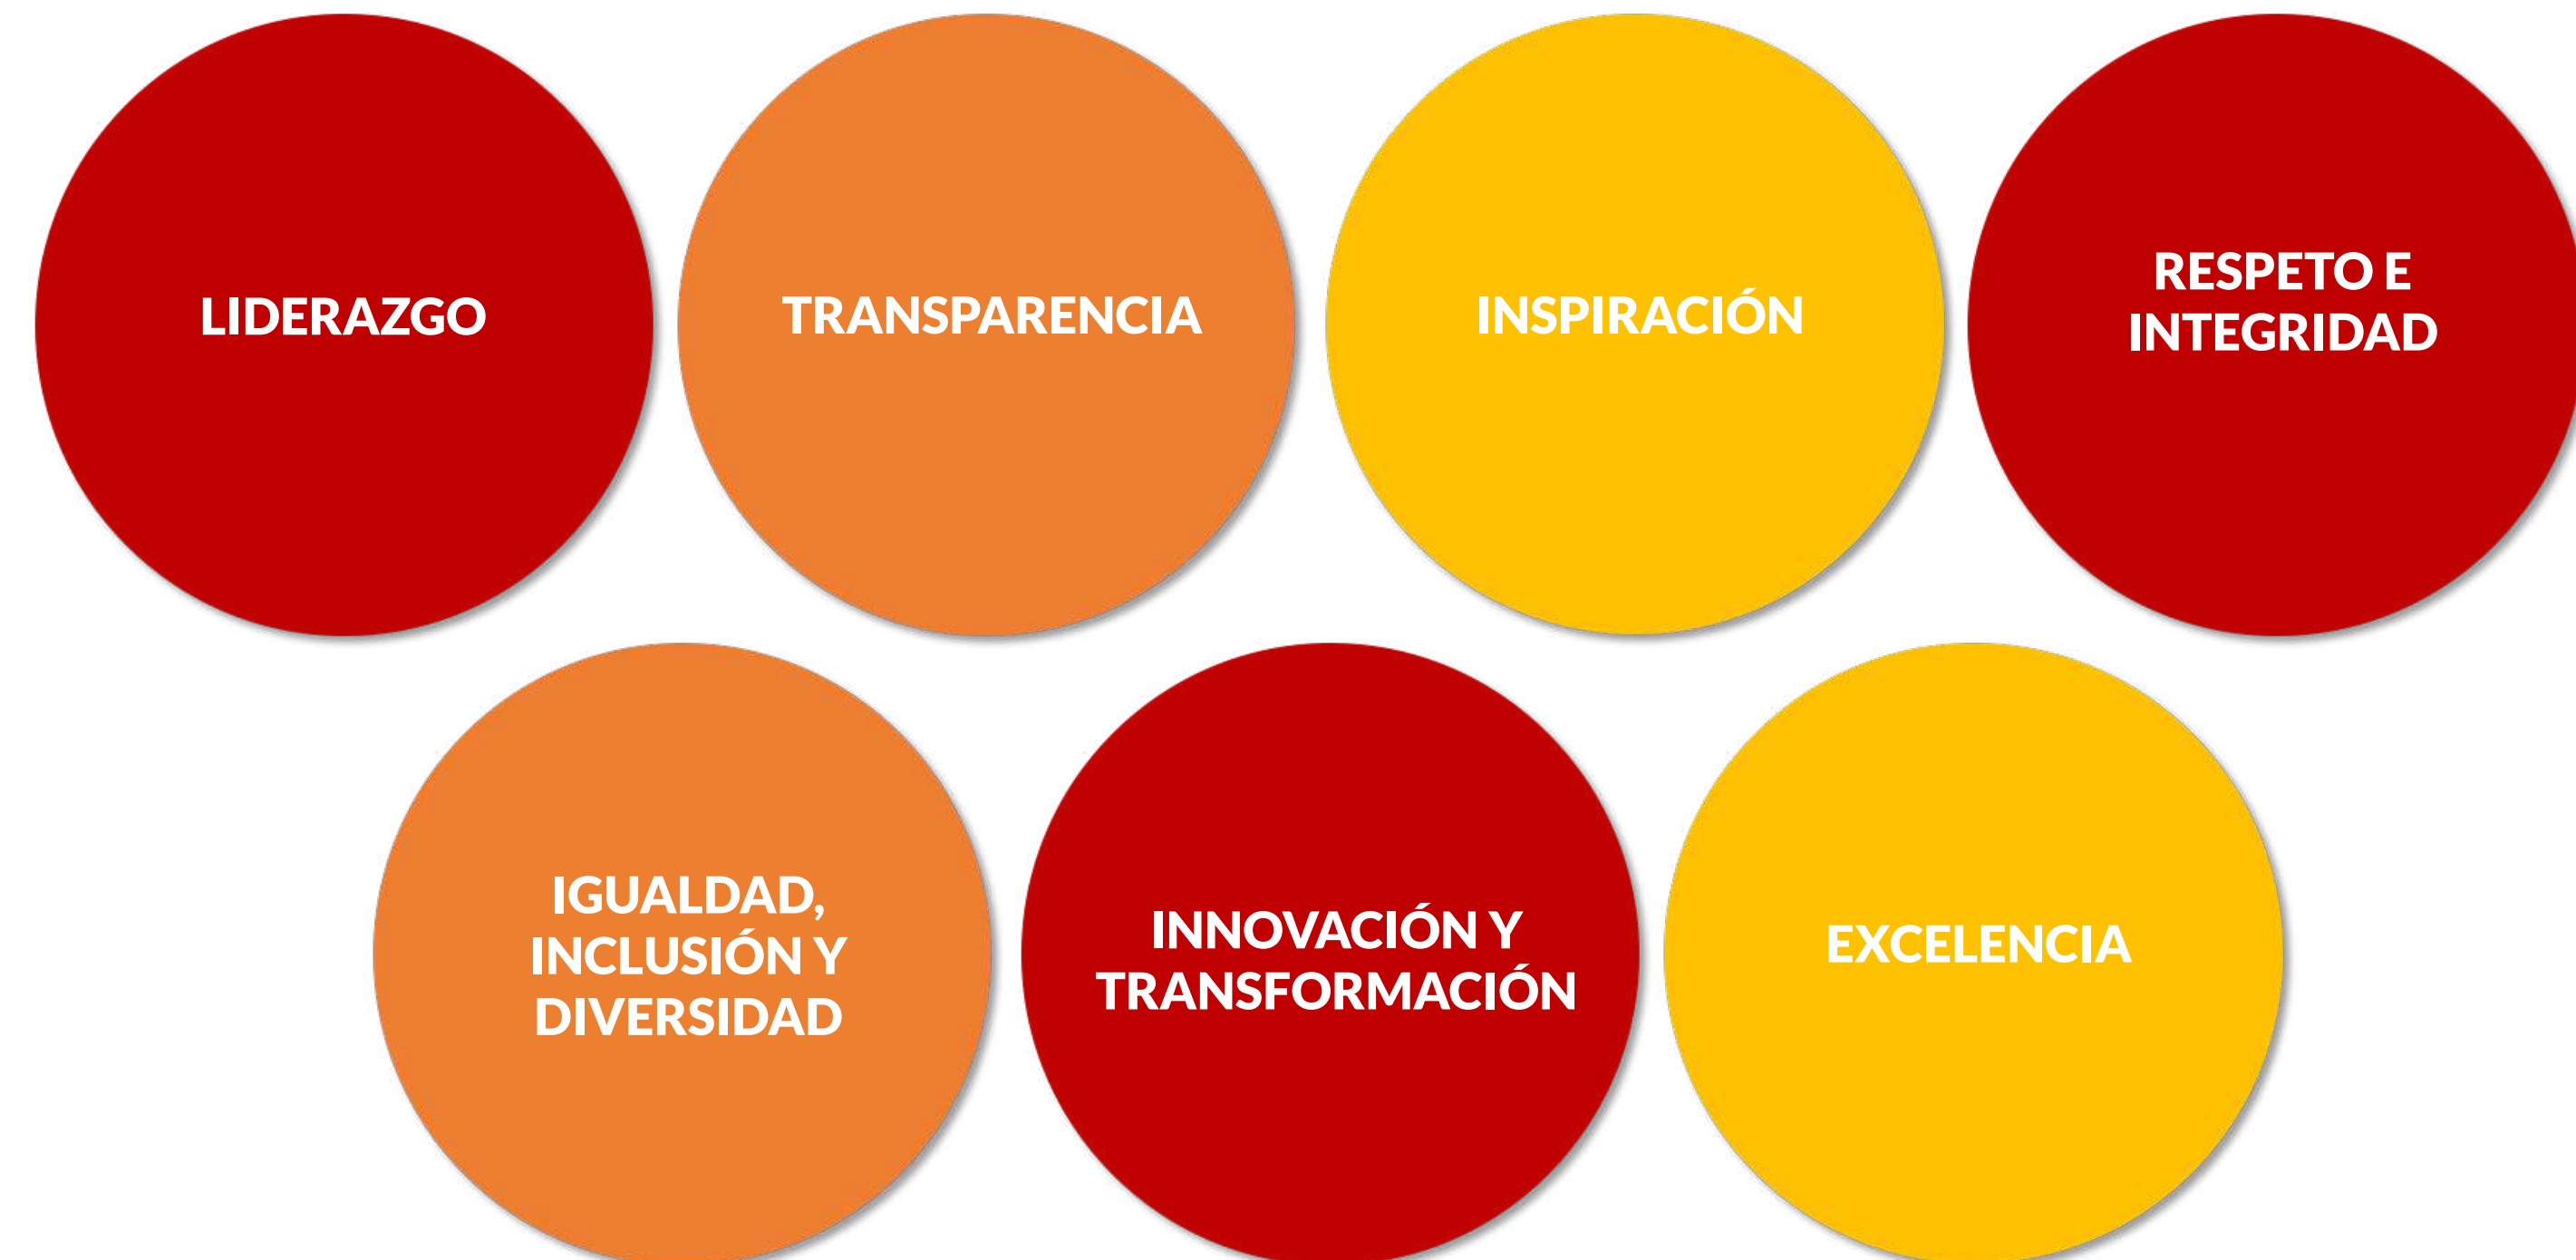 LIDERAZGO
TRANSPARENCIA
INSPIRACIÓN
RESPETO E
INTEGRIDAD
IGUALDAD,
INCLUSIÓN Y
DIVERSIDAD
INNOVACIÓN Y
TRANSFORMACIÓN
EXCELENCIA